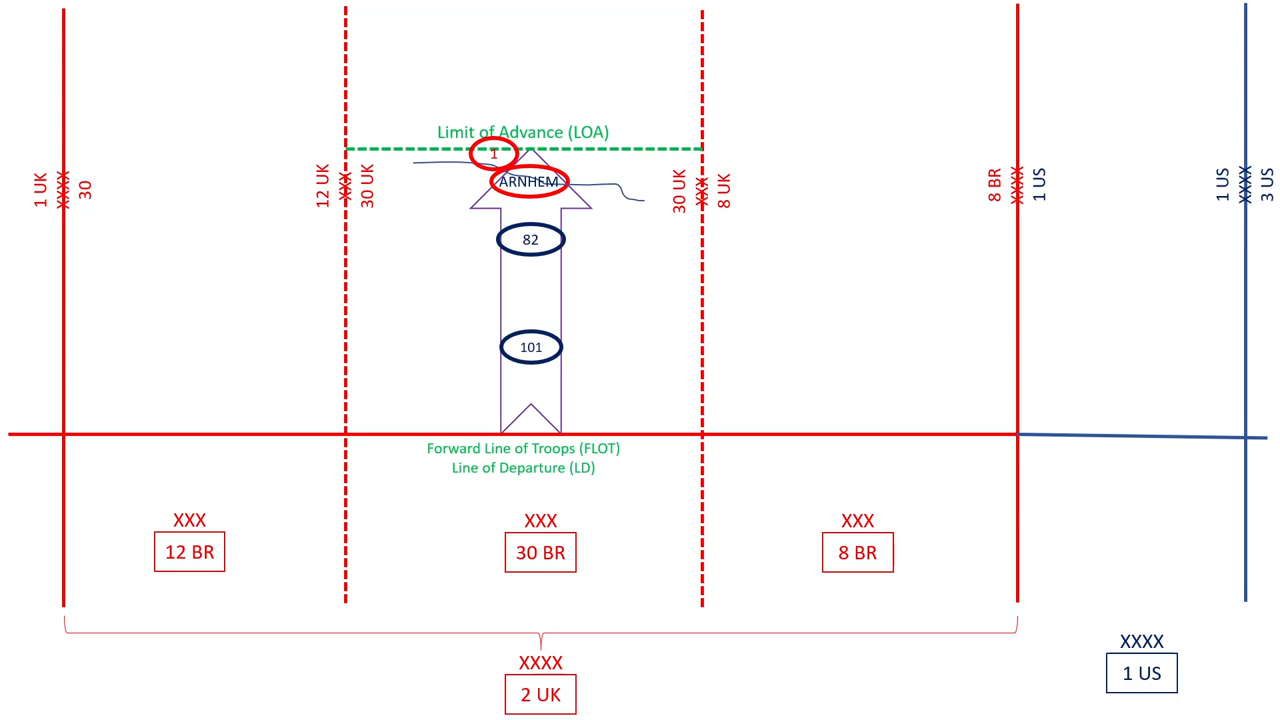 Limit of Advance (LOA)
1
ARNHEM
1 UK
XXXX
30
12 UK
XXX
30 UK
30 UK
XXX
8 UK
8 BR
XXXX
1 US
1 US
XXXX
3 US
82
101
Forward Line of Troops (FLOT)
Line of Departure (LD)
XXX
12 BR
XXX
30 BR
XXX
8 BR
XXXX
2 UK
XXXX
1 US